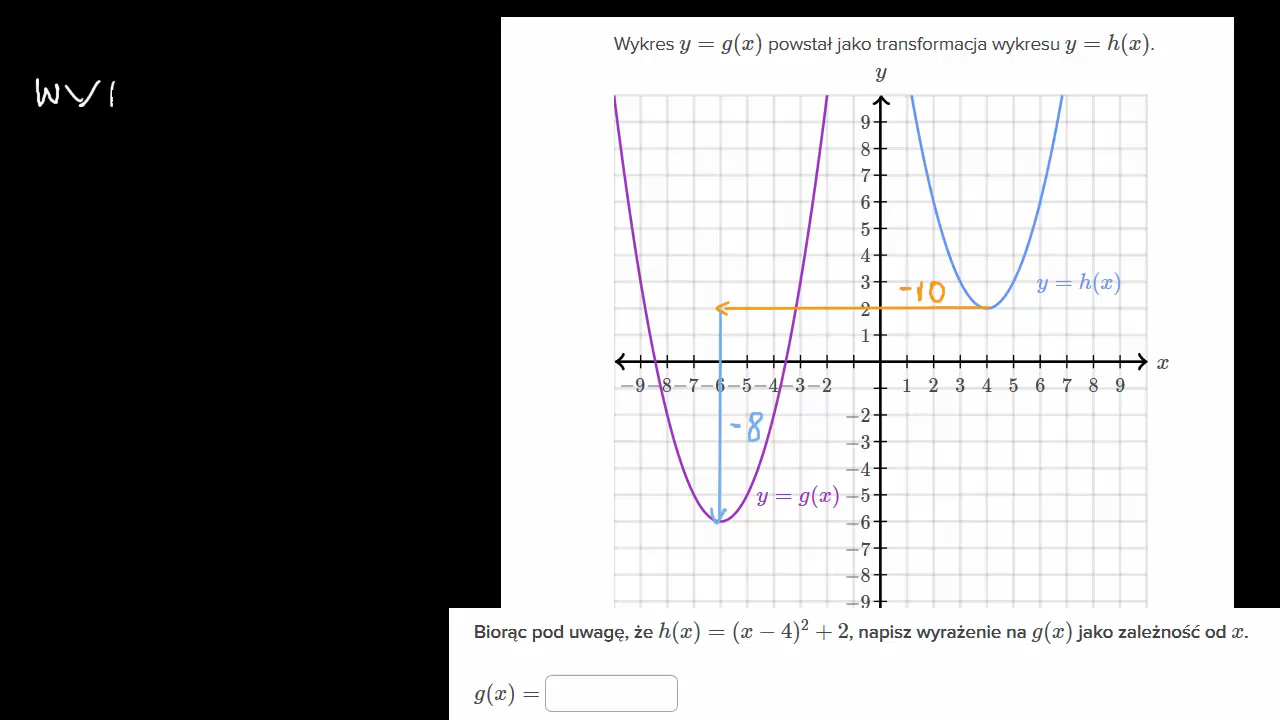 Wykres y = g(x) powstał jako transformacja wykresu y = h(x).
y
9
8
7
6
5
4
3
2
1
-10
y = h(x)
x
−9 −8 −7 −6 −5 −4 −3 −2 1 2 3 4 5 6 7 8 9
−2
−3
−4
−5
−6
−7
−8
−9
-8
y = g(x)
Biorąc pod uwagę, że h(x) = (x − 4)² + 2, napisz wyrażenie na g(x) jako zależność od x.
g(x) =